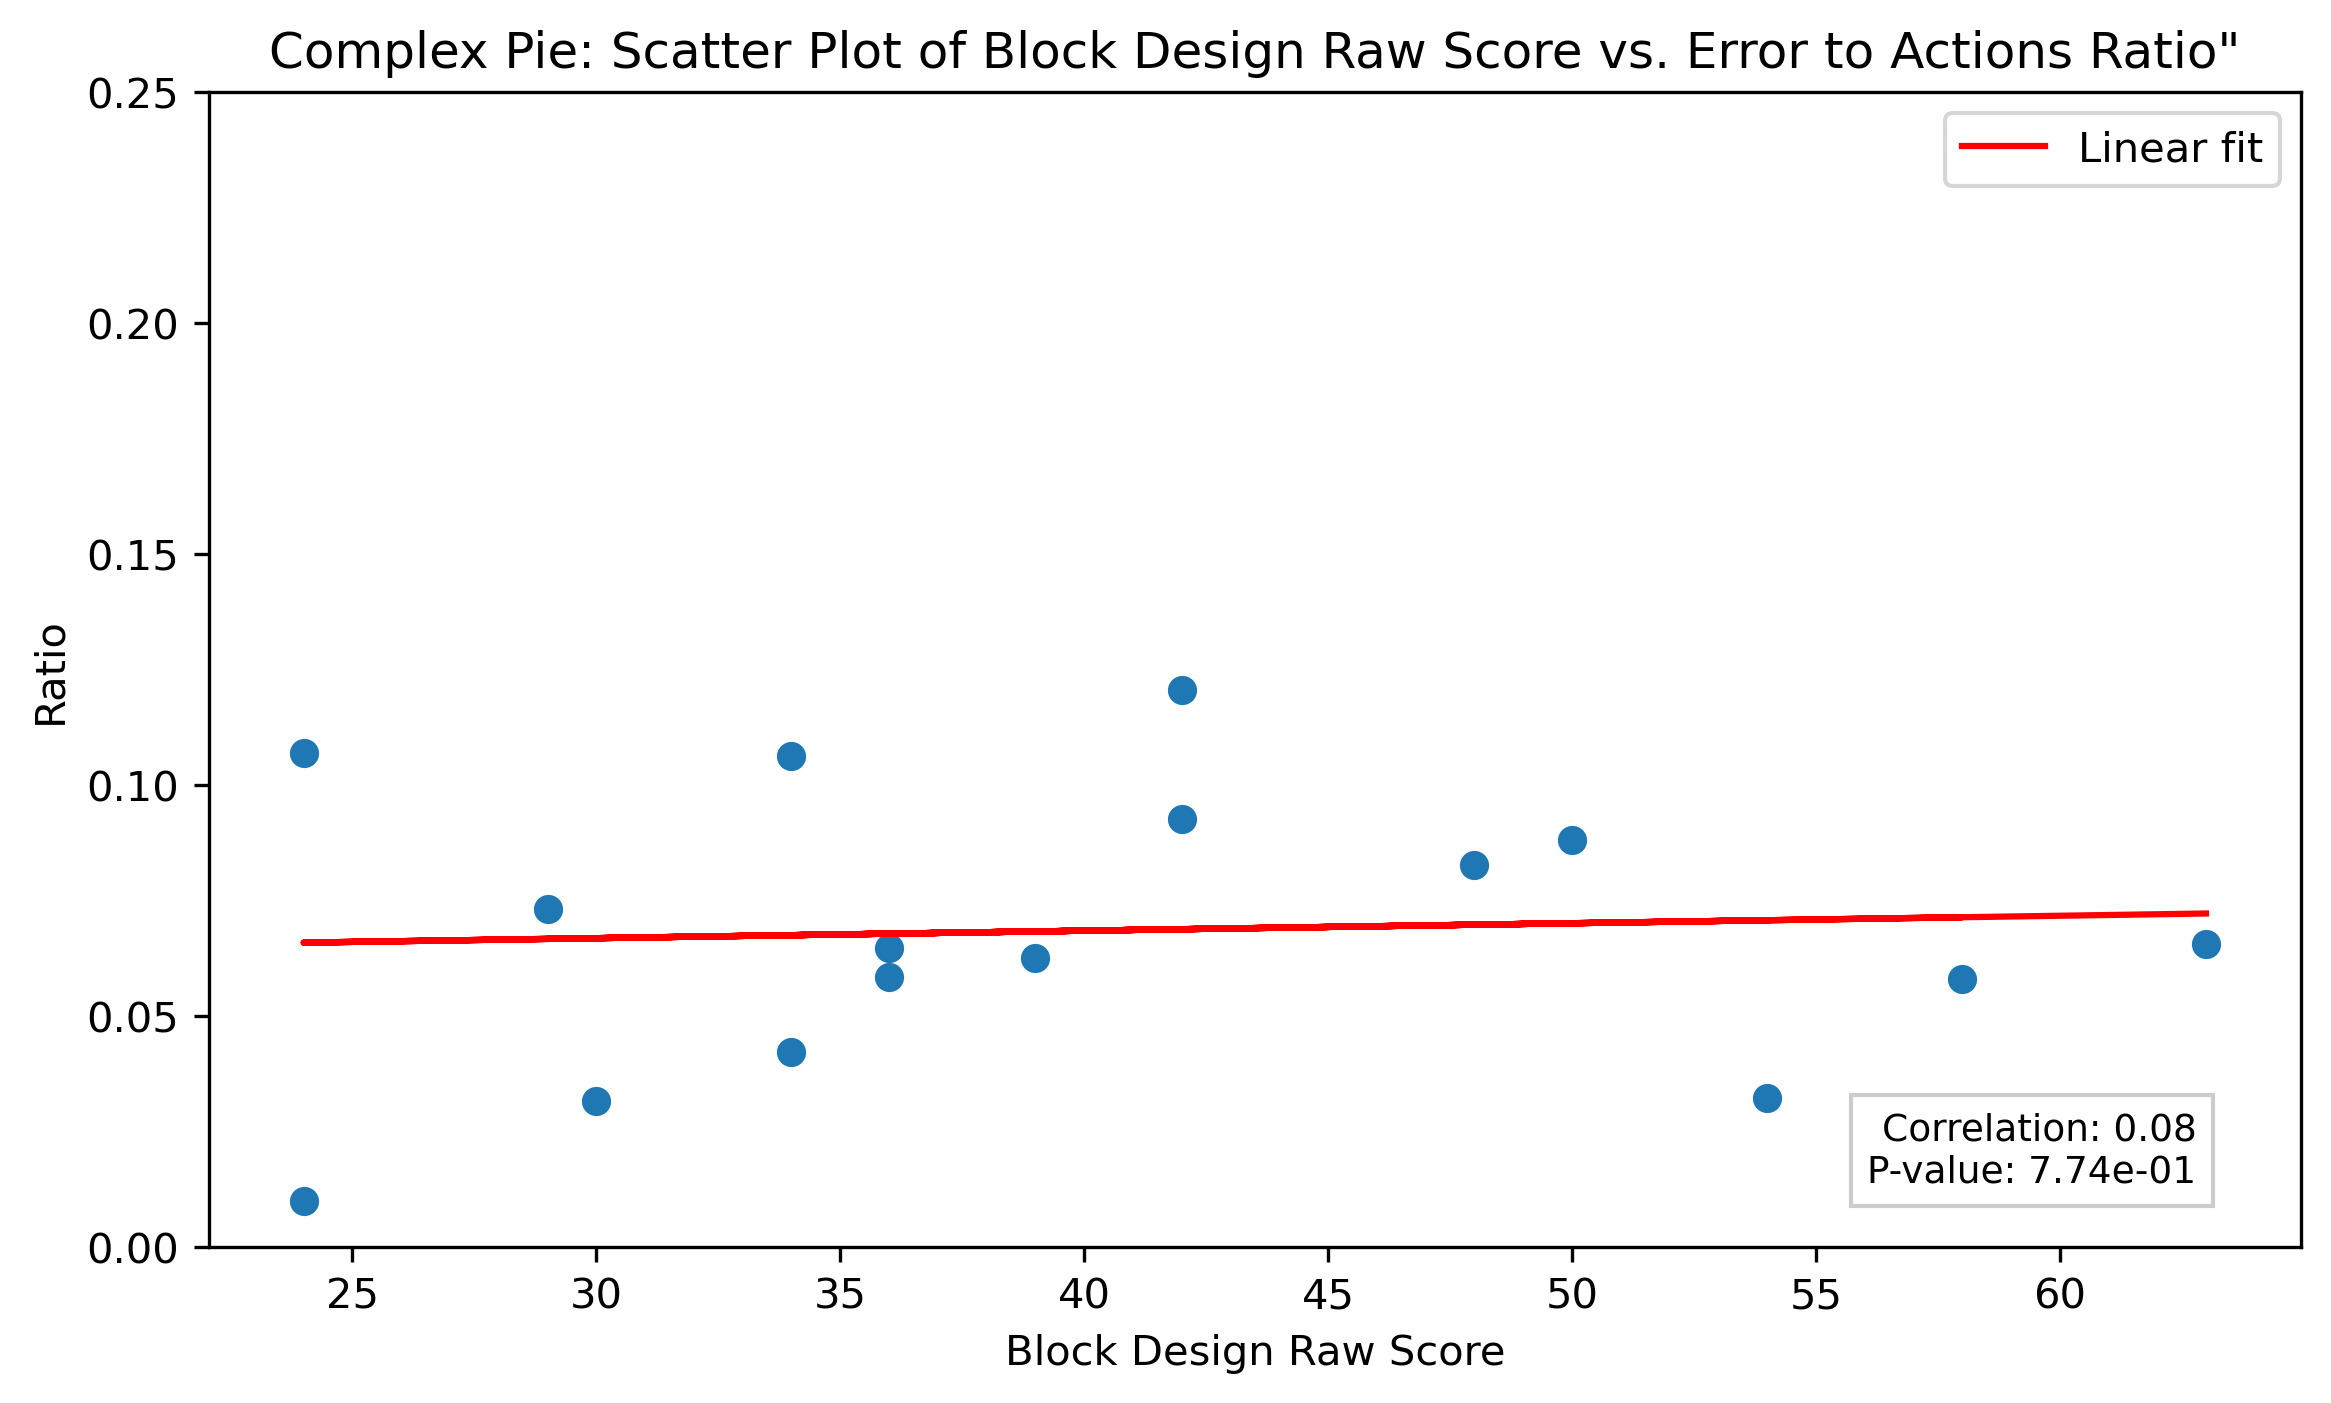 Complex Pie: Scatter Plot of Block Design Raw Score vs. Error to Actions Ratio"
Linear fit
0.25
0.20
0.15
0.10
0.05
0.00
Ratio
Correlation: 0.08
P-value: 7.74e-01
25 30 35 40 45 50 55 60
Block Design Raw Score